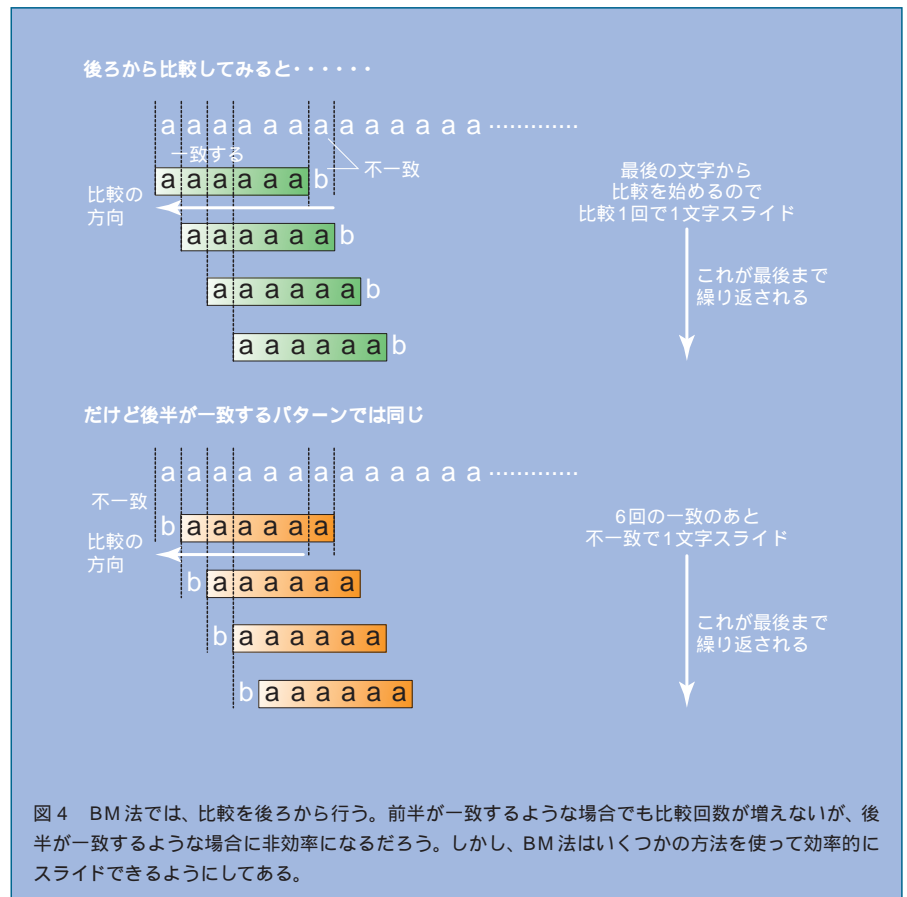 後ろから比較してみると・・・・・・
a a a a a a a a a a a a a ··············
一致する
不一致
a a a a a a b
比較の
方向
a a a a a a b
a a a a a a b
a a a a a a b
最後の文字から
比較を始めるので
比較1回で1文字スライド
これが最後まで
繰り返される
だけど後半が一致するパターンでは同じ
a a a a a a a a a a a a a ··············
不一致
b a a a a a a
比較の
方向
b a a a a a a
b a a a a a a
b a a a a a a
6回の一致のあと
不一致で1文字スライド
これが最後まで
繰り返される
図4 BM法では、比較を後ろから行う。前半が一致するような場合でも比較回数が増えないが、後
半が一致するような場合に非効率になるだろう。しかし、BM法はいくつかの方法を使って効率的に
スライドできるようにしてある。